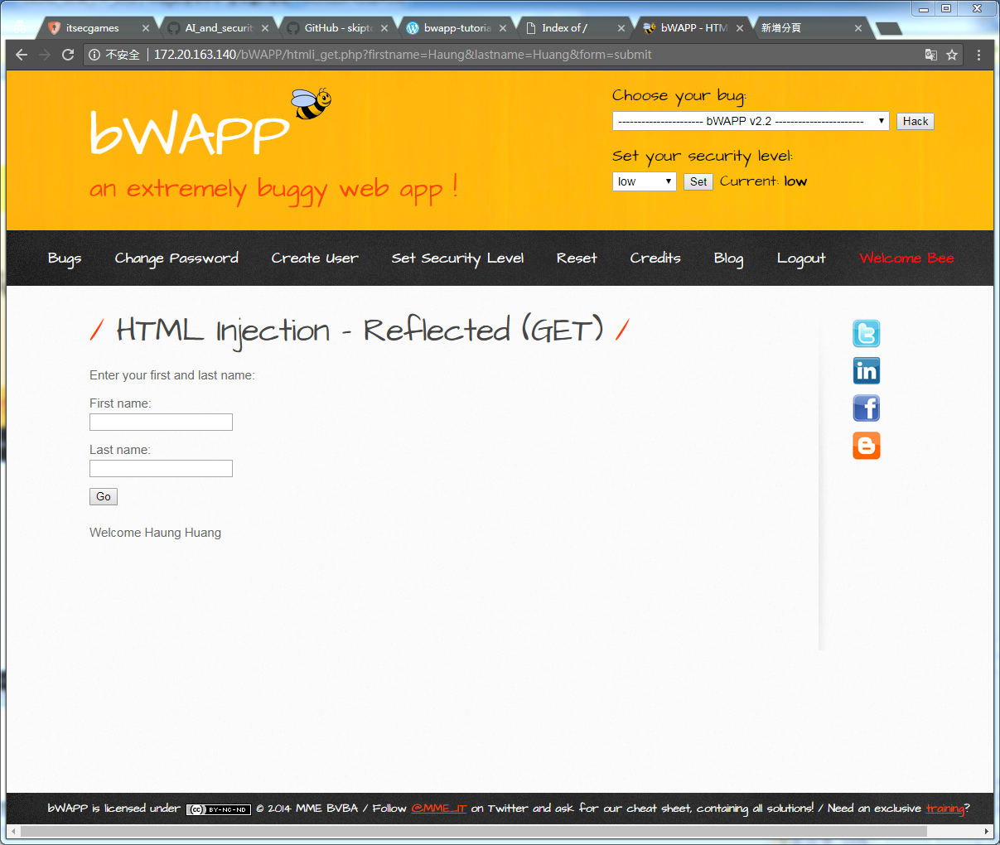 itsecgames
AI_and_securit
GitHub - skipto
bwapp-tutoria
Index of /
bWAPP - HTM
新增分頁
不安全 | 172.20.163.140/bWAPP/htmli_get.php?firstname=Haung&lastname=Huang&form=submit
bWAPP
an extremely buggy web app !
Choose your bug:
---------------------- bWAPP v2.2 -----------------------
Hack
Set your security level:
low
Set
Current: low
Bugs
Change Password
Create User
Set Security Level
Reset
Credits
Blog
Logout
Welcome Bee
/ HTML Injection - Reflected (GET) /
Enter your first and last name:
First name:
Last name:
Go
Welcome Haung Huang
bWAPP is licensed under (cc) BY-NC-ND © 2014 MME BVBA / Follow @MME_IT on Twitter and ask for our cheat sheet, containing all solutions! / Need an exclusive training?